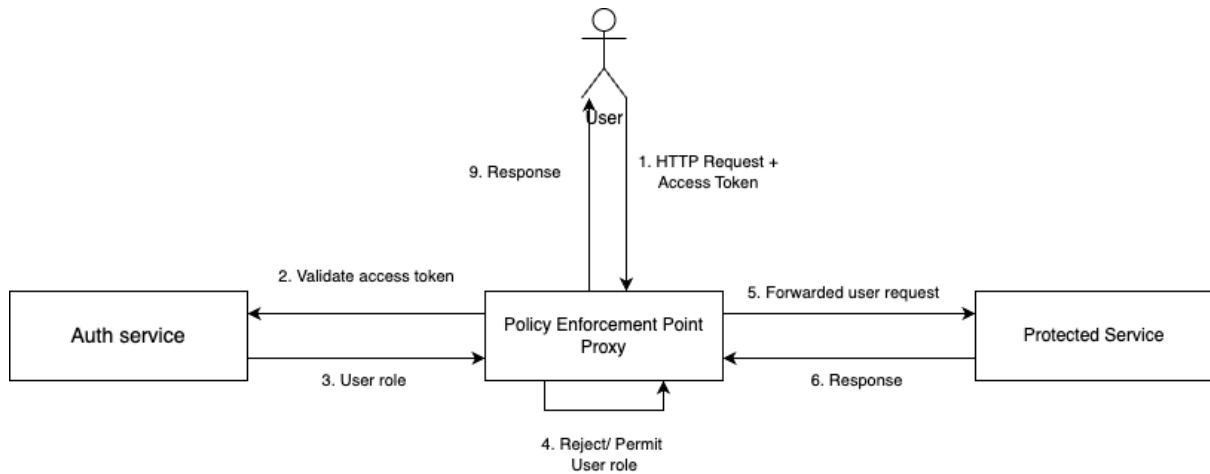 User
1. HTTP Request +
Access Token
9. Response
2. Validate access token
5. Forwarded user request
Auth service
Policy Enforcement Point
Proxy
Protected Service
3. User role
6. Response
4. Reject/ Permit
User role